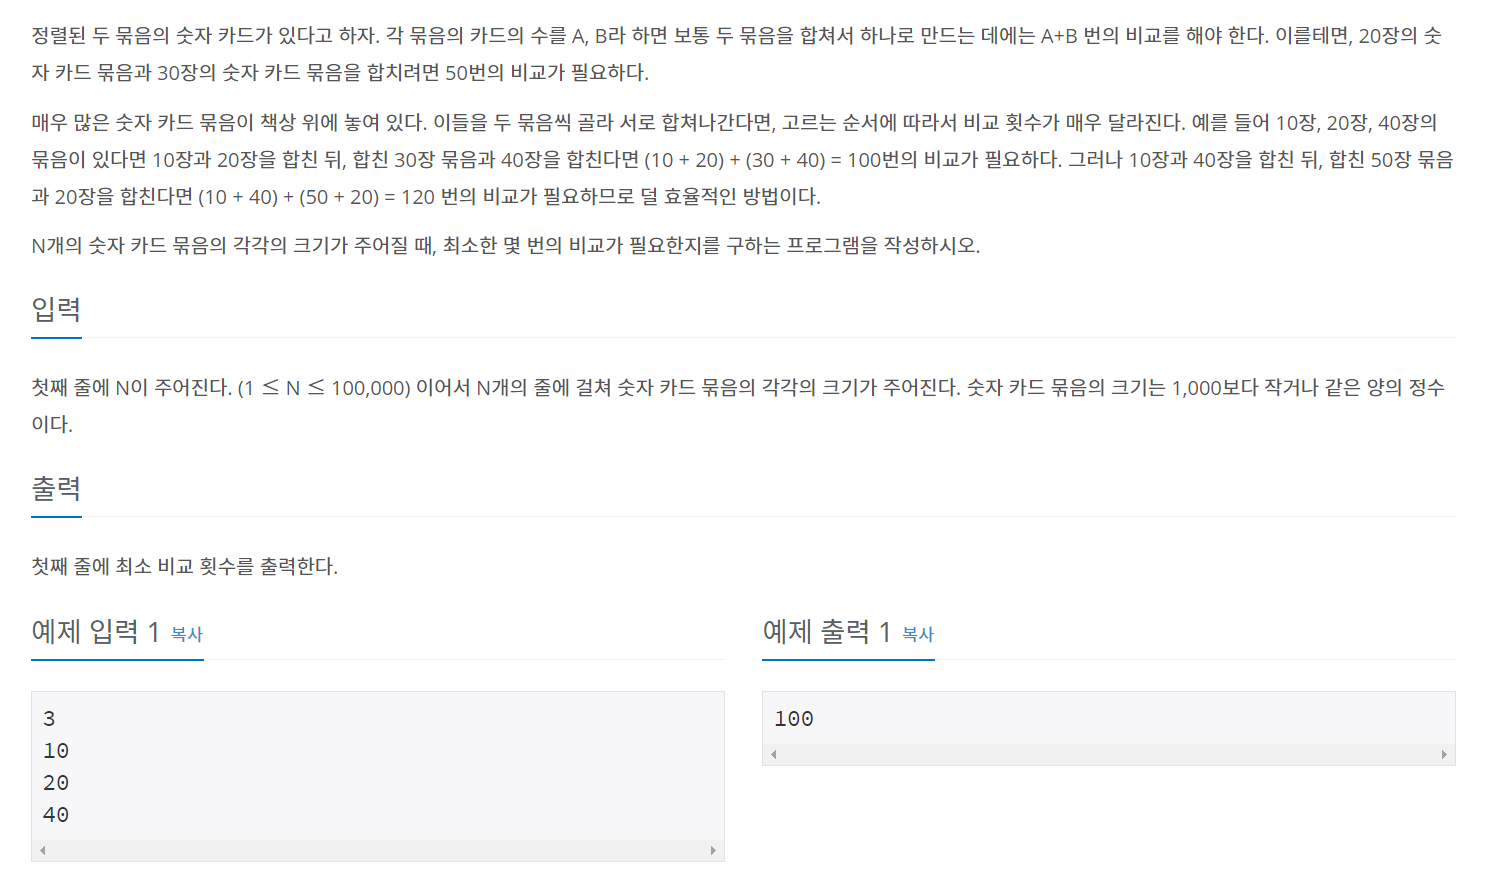 정렬된 두 묶음의 숫자 카드가 있다고 하자. 각 묶음의 카드의 수를 A, B라 하면 보통 두 묶음을 합쳐서 하나로 만드는 데에는 A+B 번의 비교를 해야 한다. 이를테면, 20장의 숫
자 카드 묶음과 30장의 숫자 카드 묶음을 합치려면 50번의 비교가 필요하다.
매우 많은 숫자 카드 묶음이 책상 위에 놓여 있다. 이들을 두 묶음씩 골라 서로 합쳐나간다면, 고르는 순서에 따라서 비교 횟수가 매우 달라진다. 예를 들어 10장, 20장, 40장의
묶음이 있다면 10장과 20장을 합친 뒤, 합친 30장 묶음과 40장을 합친다면 (10 + 20) + (30 + 40) = 100번의 비교가 필요하다. 그러나 10장과 40장을 합친 뒤, 합친 50장 묶음
과 20장을 합친다면 (10 + 40) + (50 + 20) = 120 번의 비교가 필요하므로 덜 효율적인 방법이다.
N개의 숫자 카드 묶음의 각각의 크기가 주어질 때, 최소한 몇 번의 비교가 필요한지를 구하는 프로그램을 작성하시오.
입력
첫째 줄에 N이 주어진다. (1 ≤ N ≤ 100,000) 이어서 N개의 줄에 걸쳐 숫자 카드 묶음의 각각의 크기가 주어진다. 숫자 카드 묶음의 크기는 1,000보다 작거나 같은 양의 정수
이다.
출력
첫째 줄에 최소 비교 횟수를 출력한다.
예제 입력 1 복사
3
10
20
40
예제 출력 1 복사
100